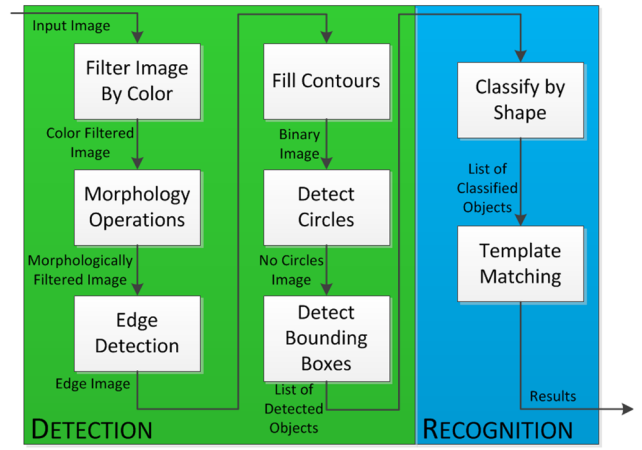 Input Image
Filter Image
By Color
Color Filtered
Image
Morphology
Operations
Morphologically
Filtered Image
Edge
Detection
Edge Image
Fill Contours
Binary
Image
Detect
Circles
No Circles
Image
Detect
Bounding
Boxes
List of
Detected
Objects
DETECTION
Classify by
Shape
List of
Classified
Objects
Template
Matching
Results
RECOGNITION